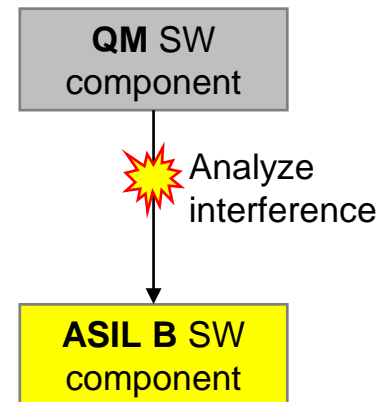 QM SW
component
Analyze
interference
ASIL B SW
component